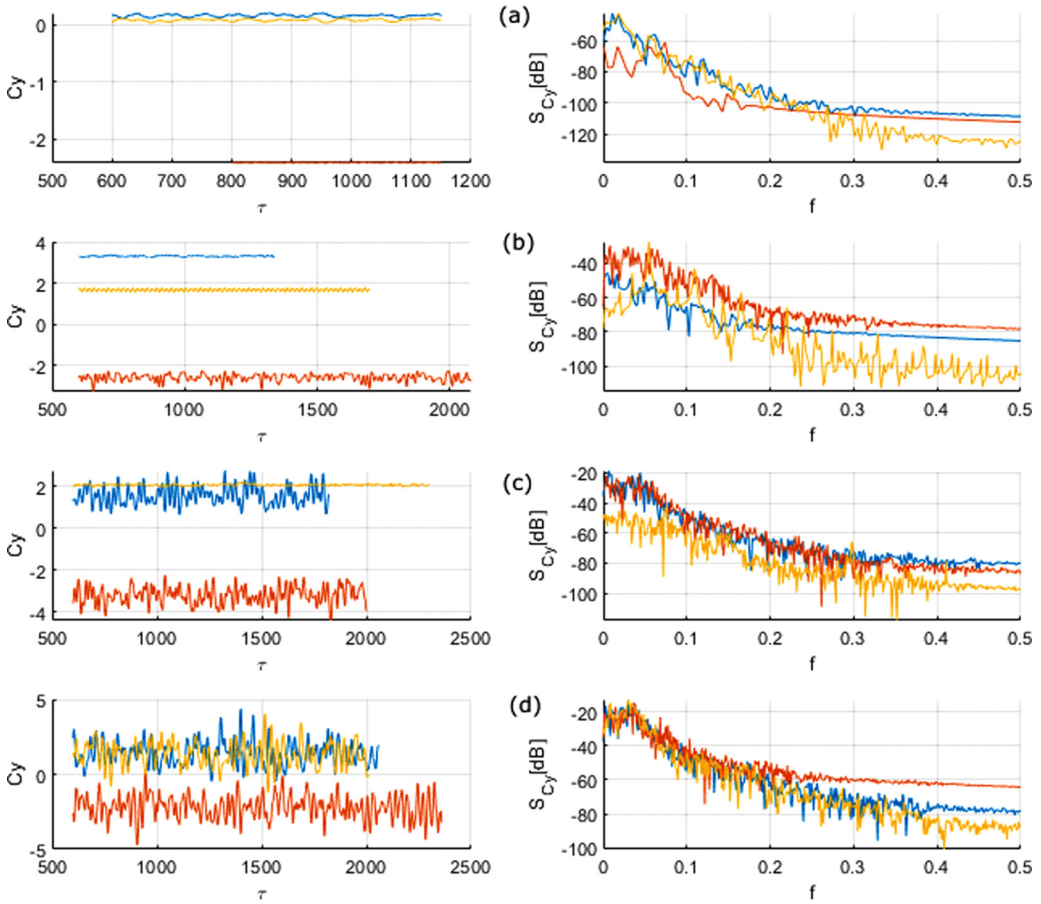 (a)
Cy
0
-1
-2
500 600 700 800 900 1000 1100 1200
τ
S_Cy[dB]
-60
-80
-100
-120
0 0.1 0.2 0.3 0.4 0.5
f
(b)
Cy
4
2
0
-2
500 1000 1500 2000
τ
S_Cy[dB]
-40
-60
-80
-100
0 0.1 0.2 0.3 0.4 0.5
f
(c)
Cy
2
0
-2
-4
500 1000 1500 2000 2500
τ
S_Cy[dB]
-20
-40
-60
-80
-100
0 0.1 0.2 0.3 0.4 0.5
f
(d)
Cy
5
0
-5
500 1000 1500 2000 2500
τ
S_Cy[dB]
-20
-40
-60
-80
-100
0 0.1 0.2 0.3 0.4 0.5
f